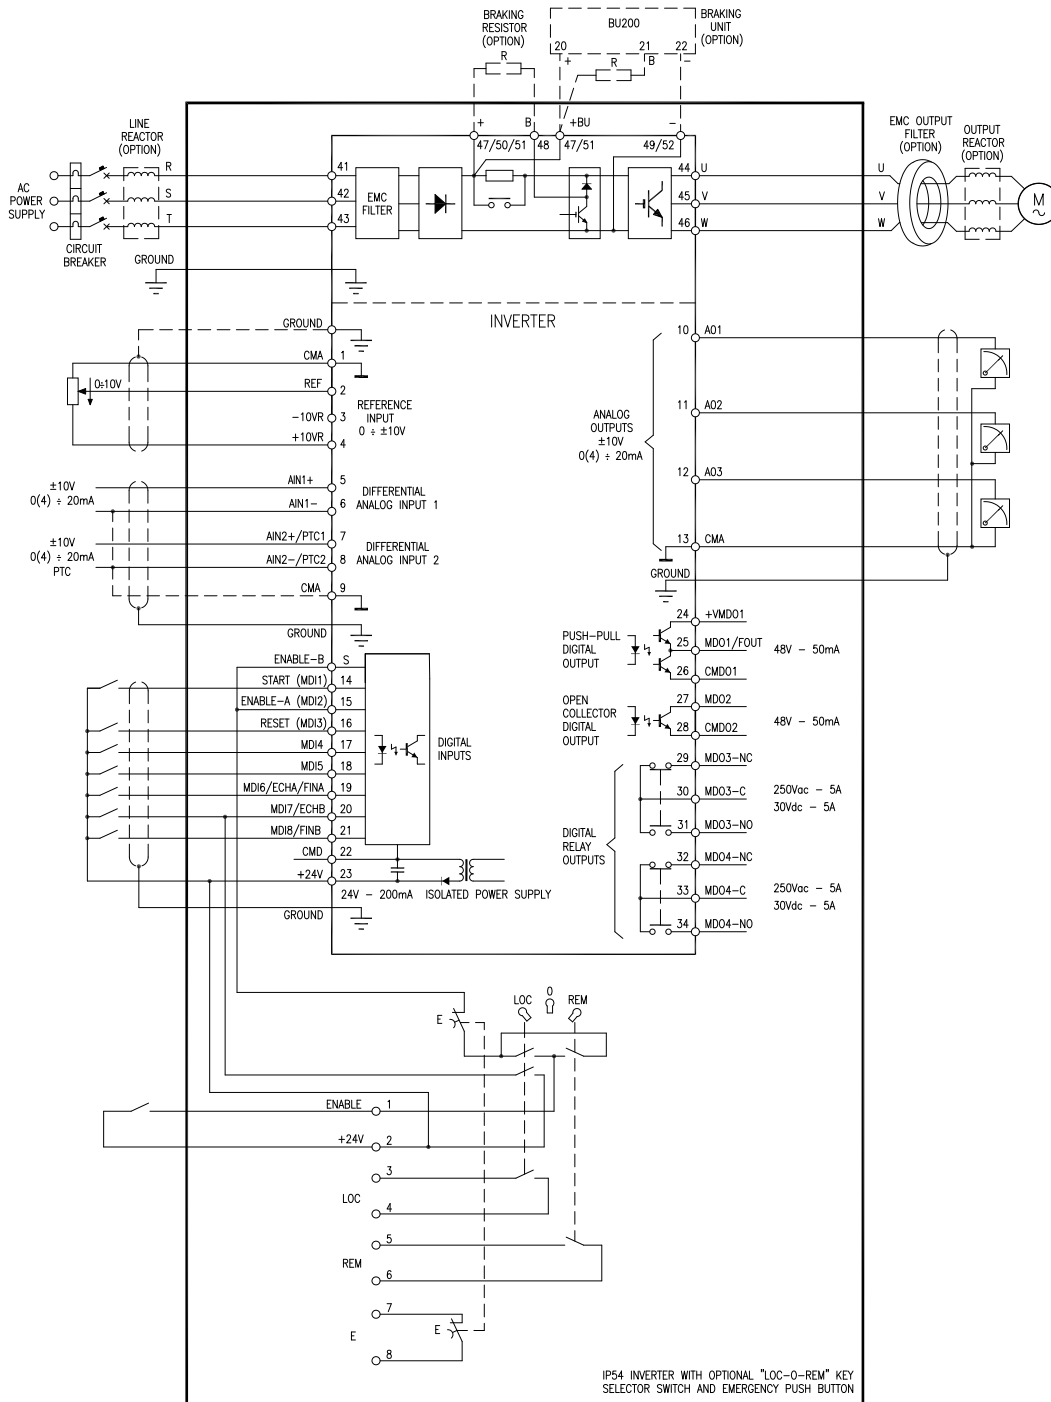 BRAKING
RESISTOR
(OPTION)
BU200
BRAKING
UNIT
(OPTION)
20 21 22
+ B -
R
R
+ B +BU -
47/50/51 48 47/51 49/52
LINE
REACTOR
(OPTION)
R
S
T
AC
POWER
SUPPLY
CIRCUIT
BREAKER
GROUND
41
42
43
EMC
FILTER
44 U
45 V
46 W
U
V
W
EMC OUTPUT
FILTER
(OPTION)
OUTPUT
REACTOR
(OPTION)
M
~
INVERTER
GROUND
CMA 1
REF 2
-10VR 3
+10VR 4
0÷10V
REFERENCE
INPUT
0 ÷ ±10V
±10V
0(4) ÷ 20mA
AIN1+ 5
AIN1- 6
DIFFERENTIAL
ANALOG INPUT 1
±10V
0(4) ÷ 20mA
PTC
AIN2+/PTC1 7
AIN2-/PTC2 8
DIFFERENTIAL
ANALOG INPUT 2
CMA 9
GROUND
10 AO1
11 AO2
12 AO3
13 CMA
ANALOG
OUTPUTS
±10V
0(4) ÷ 20mA
GROUND
ENABLE-B S
START (MDI1) 14
ENABLE-A (MDI2) 15
RESET (MDI3) 16
MDI4 17
MDI5 18
MDI6/ECHA/FINA 19
MDI7/ECHB 20
MDI8/FINB 21
CMD 22
+24V 23
DIGITAL
INPUTS
24V - 200mA ISOLATED POWER SUPPLY
GROUND
PUSH-PULL
DIGITAL
OUTPUT
24 +VMDO1
25 MDO1/FOUT
26 CMDO1
48V - 50mA
OPEN
COLLECTOR
DIGITAL
OUTPUT
27 MDO2
28 CMDO2
48V - 50mA
DIGITAL
RELAY
OUTPUTS
29 MDO3-NC
30 MDO3-C
31 MDO3-NO
250Vac - 5A
30Vdc - 5A
32 MDO4-NC
33 MDO4-C
34 MDO4-NO
250Vac - 5A
30Vdc - 5A
E
LOC 0 REM
ENABLE 1
+24V 2
3
LOC
4
5
REM
6
7
E
8
E
IP54 INVERTER WITH OPTIONAL "LOC-O-REM" KEY
SELECTOR SWITCH AND EMERGENCY PUSH BUTTON